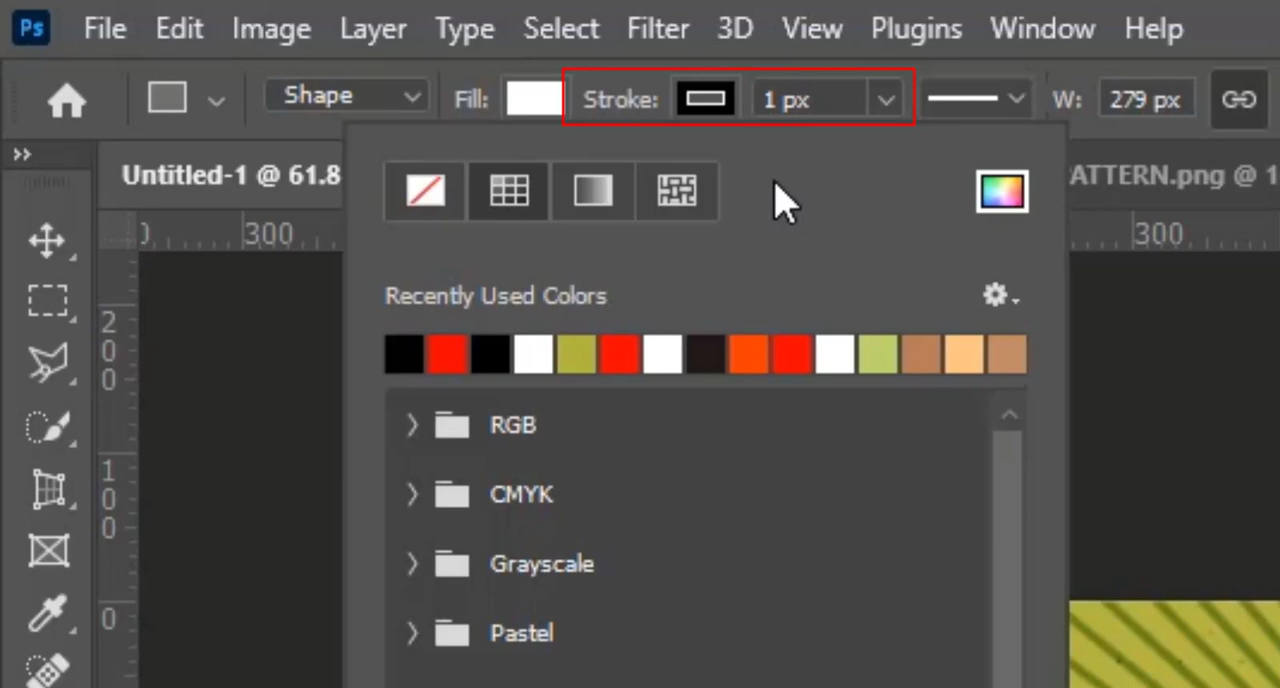 Ps File Edit Image Layer Type Select Filter 3D View Plugins Window Help
Shape Fill: Stroke: 1 px W: 279 px
Untitled-1 @ 61.8 ATTERN.png @ 1
0 300 300
Recently Used Colors
200
RGB
100
CMYK
Grayscale
0
Pastel